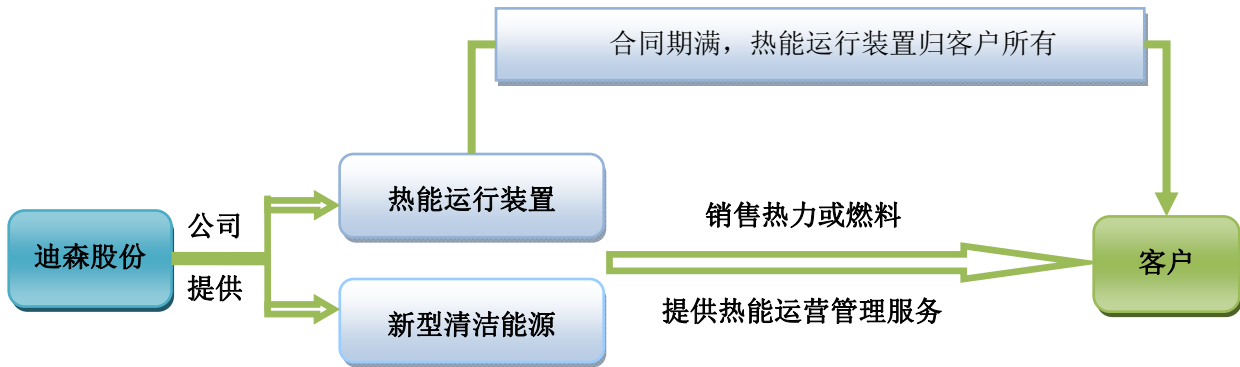 合同期满，热能运行装置归客户所有
热能运行装置
公司
销售热力或燃料
迪森股份
客户
提供
提供热能运营管理服务
新型清洁能源